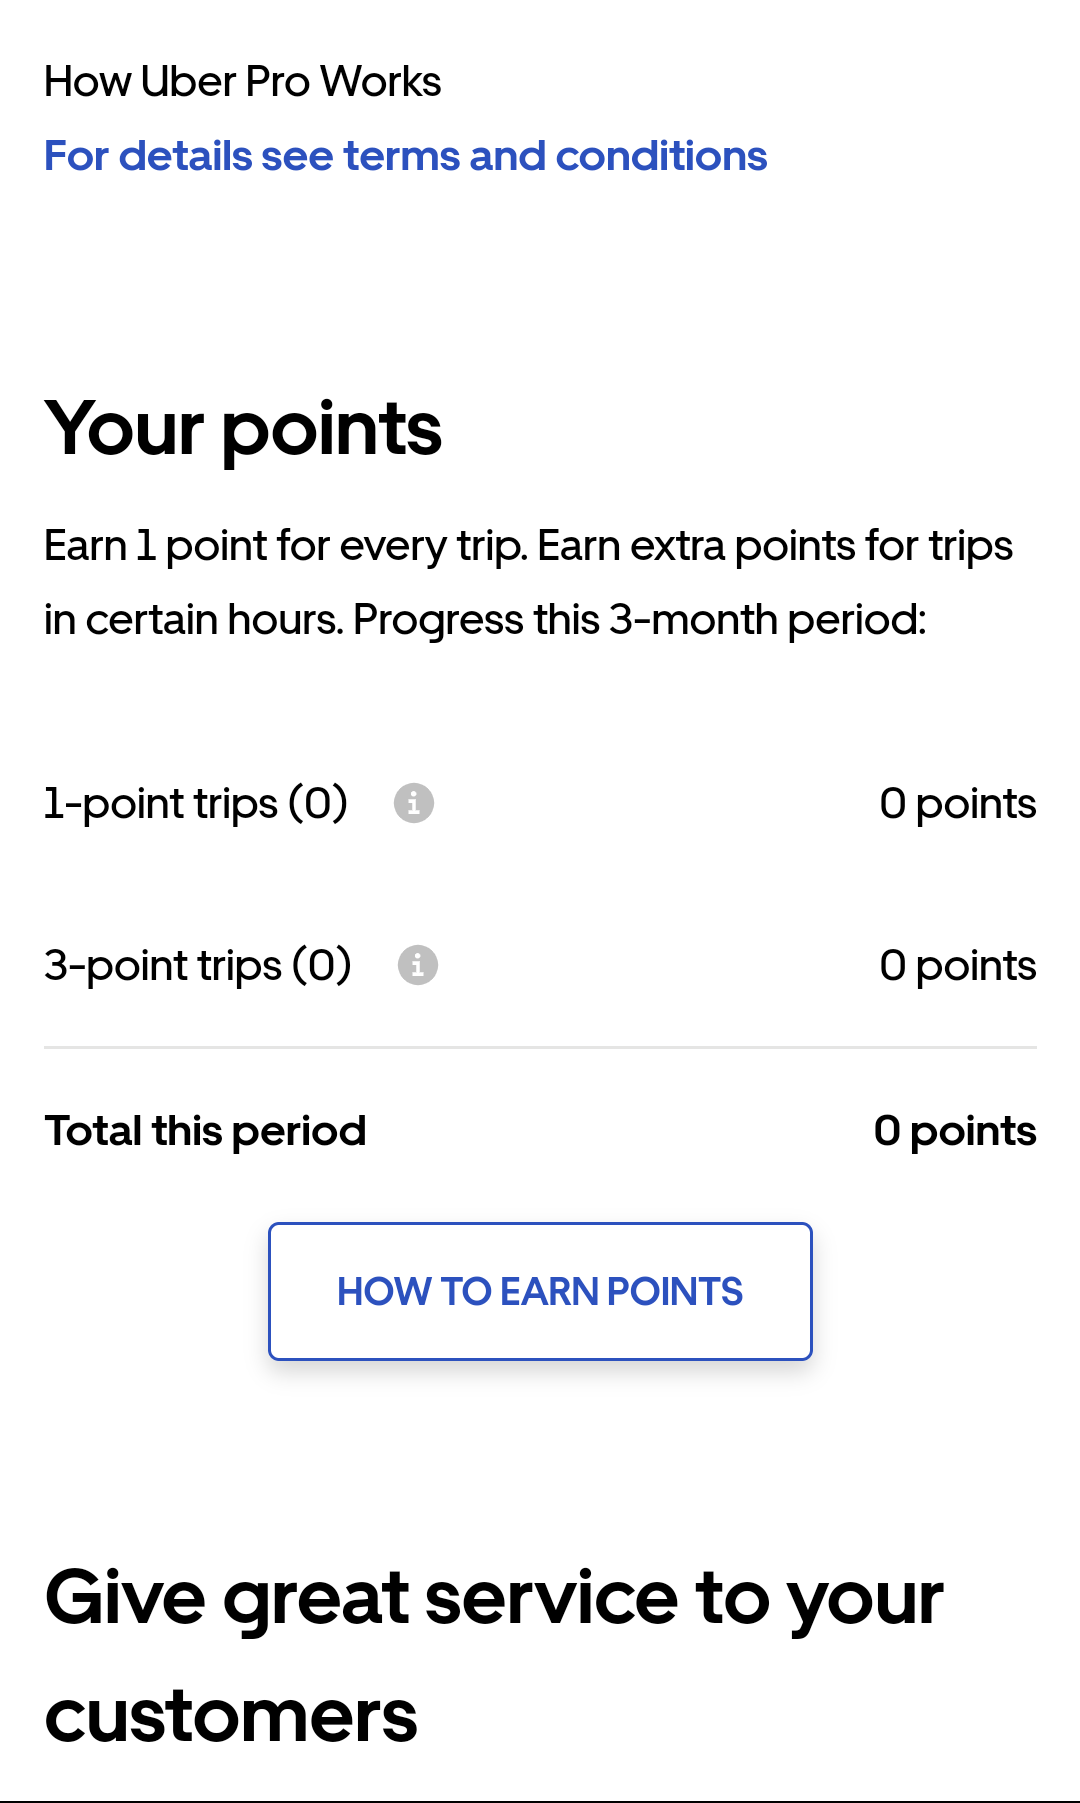 How Uber Pro Works
For details see terms and conditions
Your points
Earn 1 point for every trip. Earn extra points for trips
in certain hours. Progress this 3-month period:
1-point trips (0) i 0 points
3-point trips (0) i 0 points
Total this period 0 points
HOW TO EARN POINTS
Give great service to your
customers